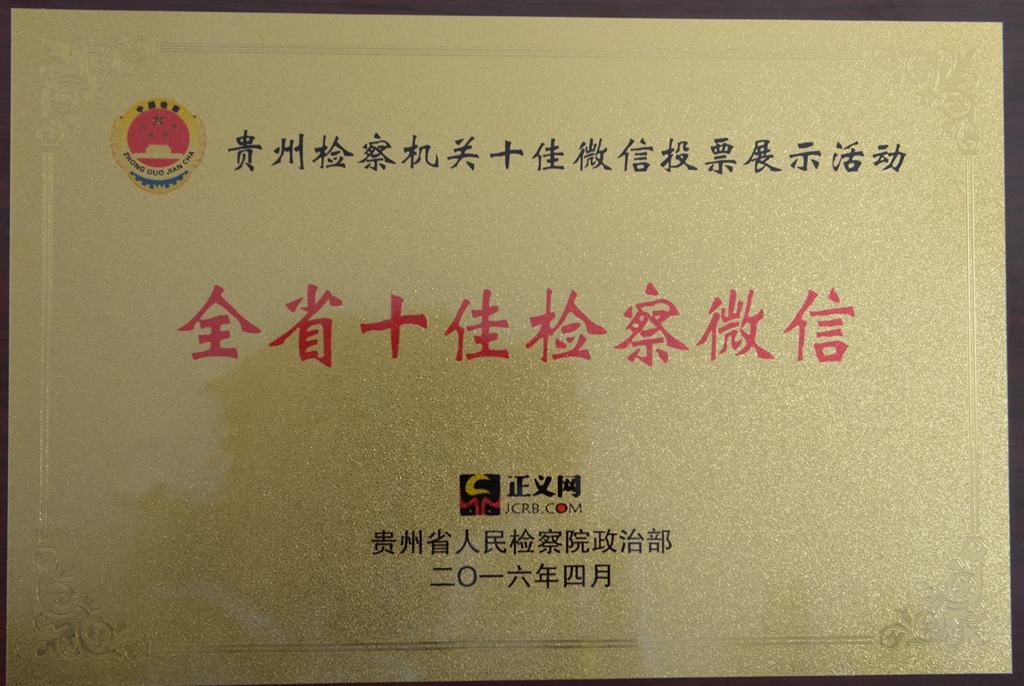 中国检察
ZHONG GUO JIAN CHA
贵州检察机关十佳微信投票展示活动
全省十佳检察微信
正义网
JCRB.COM
贵州省人民检察院政治部
二〇一六年四月